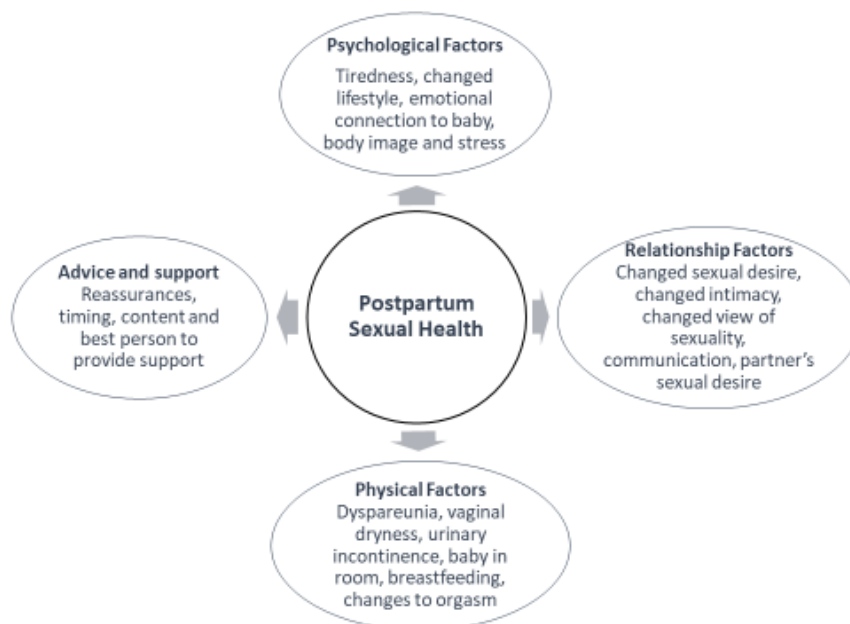 Psychological Factors
Tiredness, changed
lifestyle, emotional
connection to baby,
body image and stress
Advice and support
Reassurances,
timing, content and
best person to
provide support
Postpartum
Sexual Health
Relationship Factors
Changed sexual desire,
changed intimacy,
changed view of
sexuality,
communication, partner's
sexual desire
Physical Factors
Dyspareunia, vaginal
dryness, urinary
incontinence, baby in
room, breastfeeding,
changes to orgasm